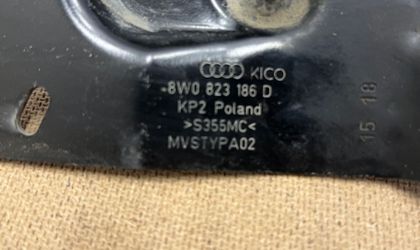 KICO
8W0 823 186 D
KP2 Poland
>S355MC<
MVSTYPA02
15 18